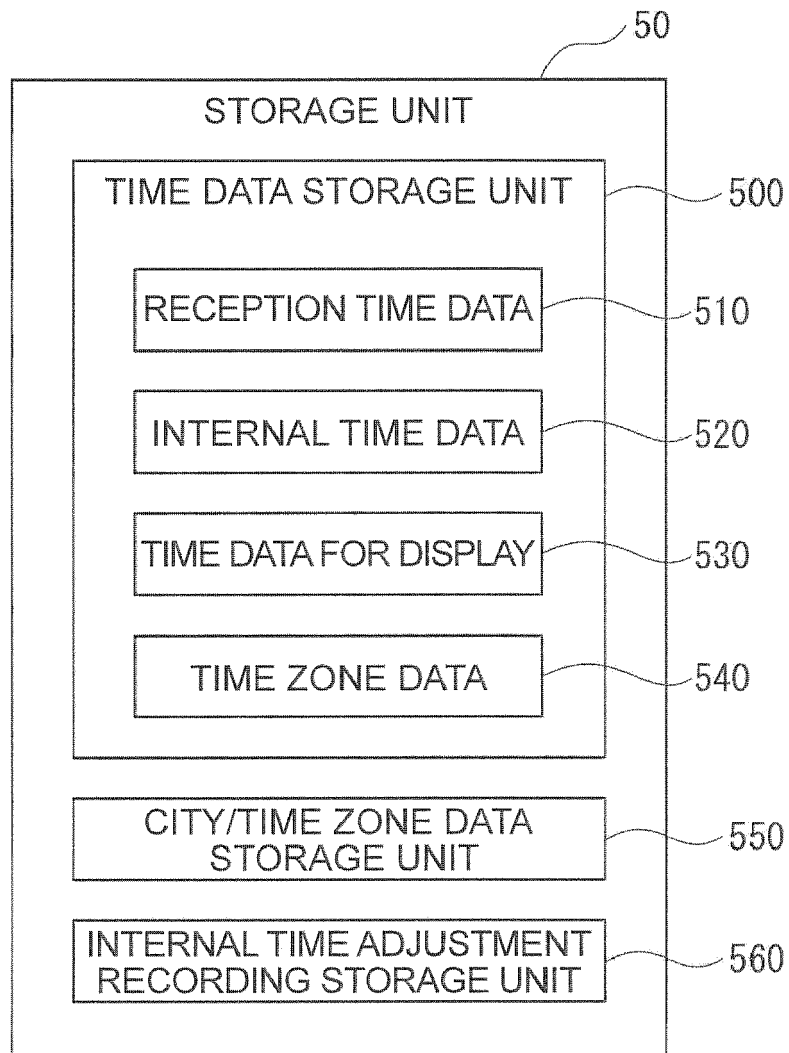 50
STORAGE UNIT
TIME DATA STORAGE UNIT
500
RECEPTION TIME DATA
510
INTERNAL TIME DATA
520
TIME DATA FOR DISPLAY
530
TIME ZONE DATA
540
CITY/TIME ZONE DATA
STORAGE UNIT
550
INTERNAL TIME ADJUSTMENT
RECORDING STORAGE UNIT
560